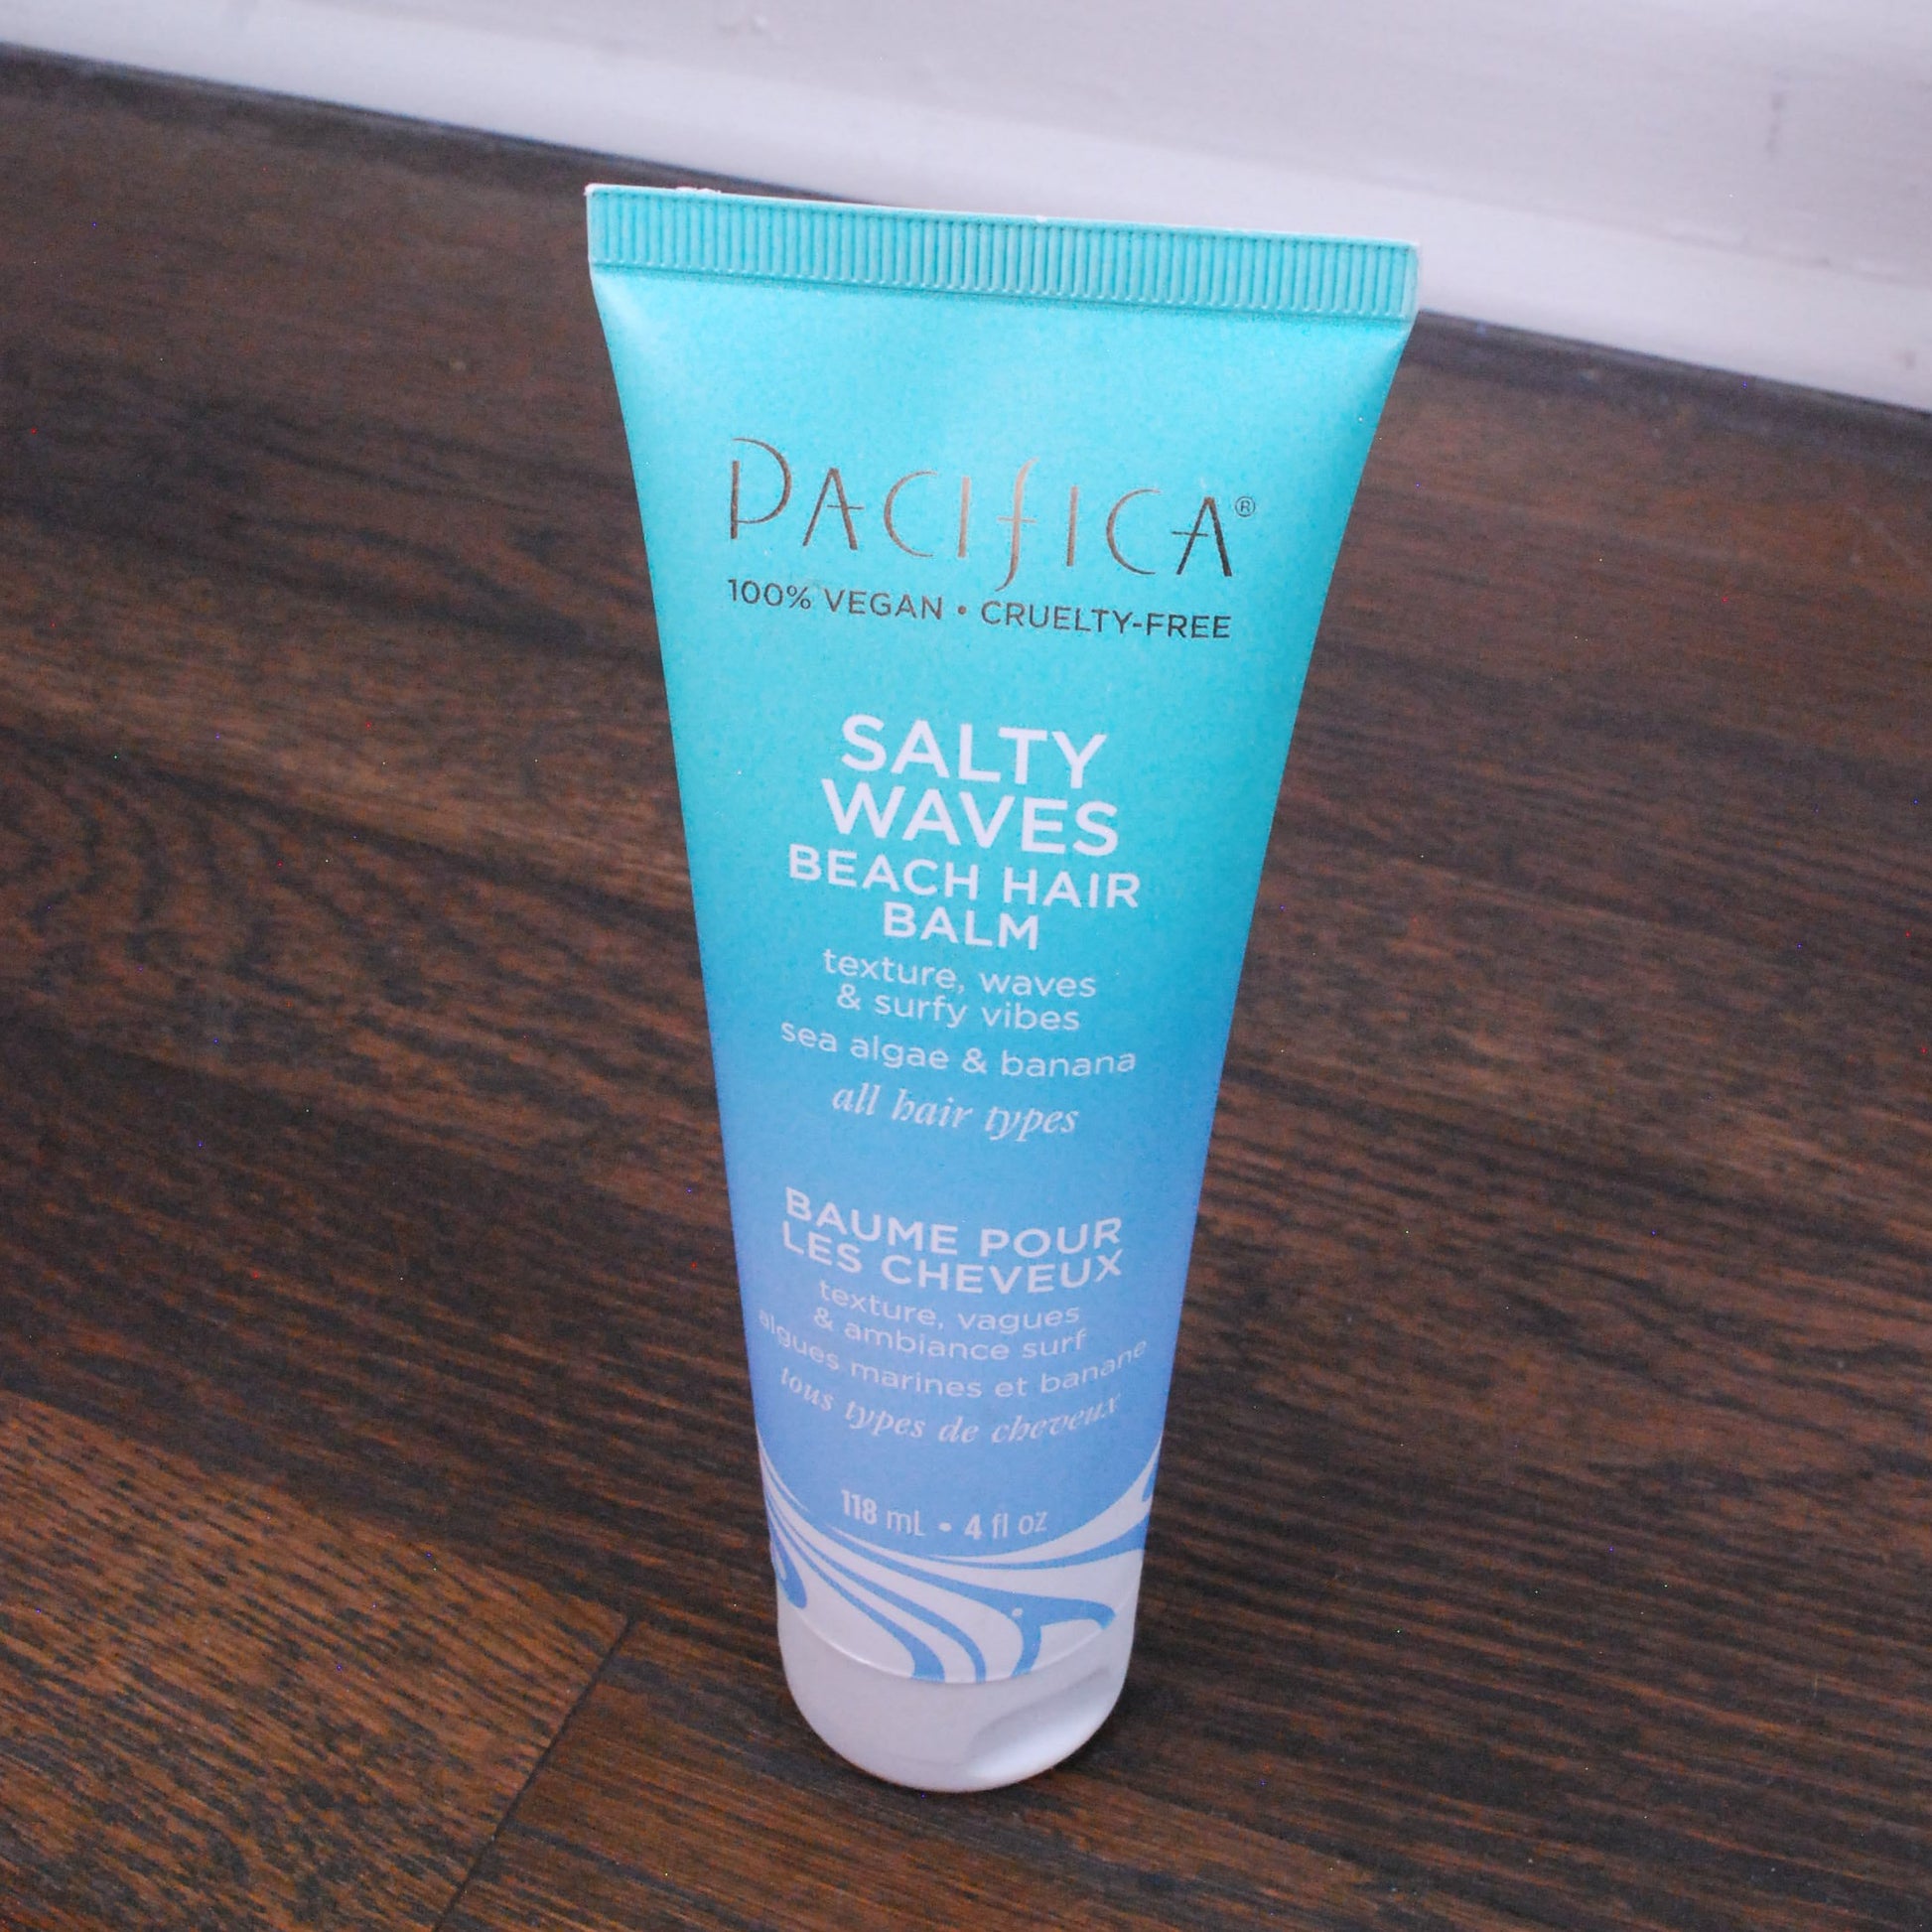 PACIFICA®
100% VEGAN • CRUELTY-FREE
SALTY
WAVES
BEACH HAIR
BALM
texture, waves
& surfy vibes
sea algae & banana
all hair types
BAUME POUR
LES CHEVEUX
texture, vagues
& ambiance surf
algues marines et banane
tous types de cheveux
118 mL • 4 fl oz